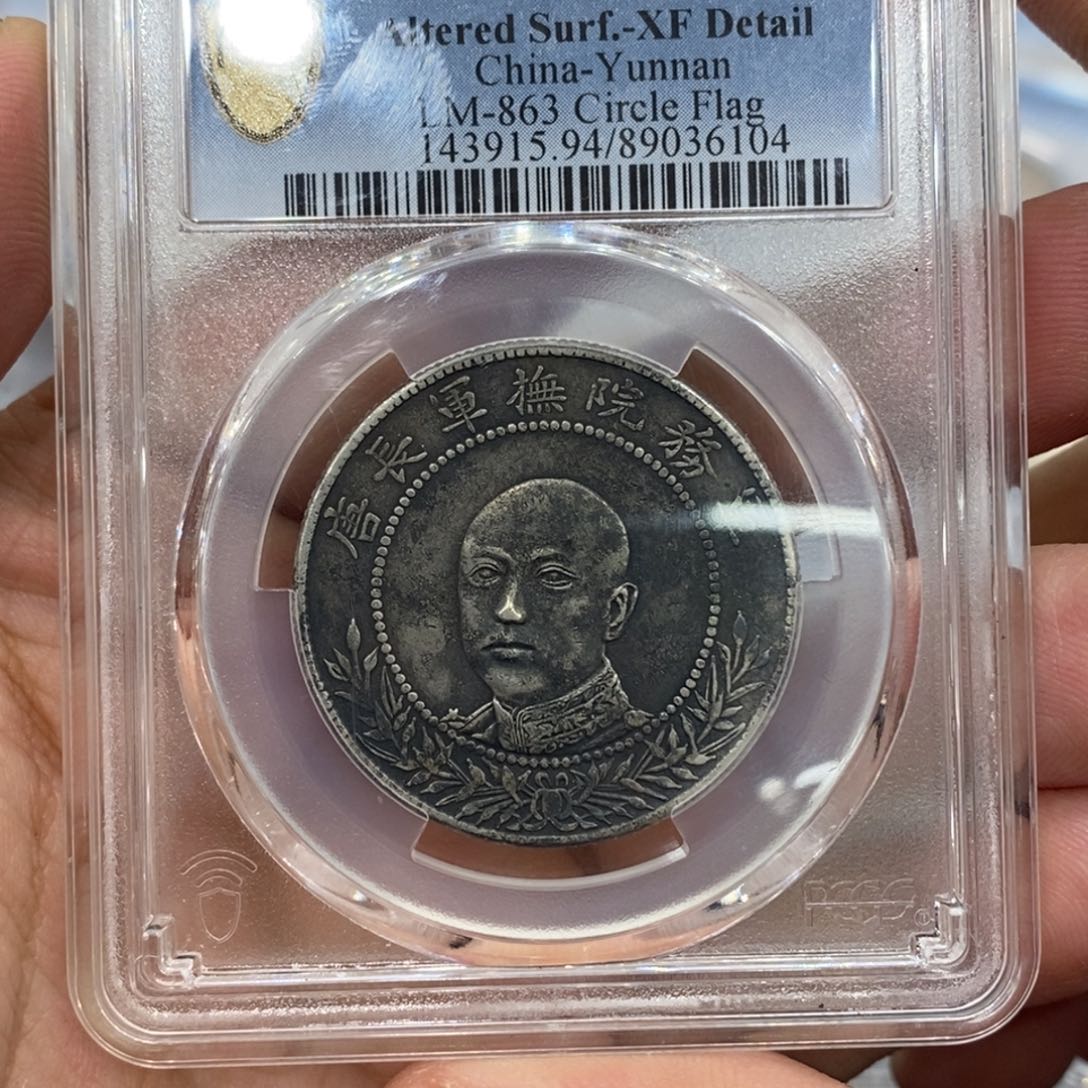 Altered Surf.-XF Detail
China-Yunnan
LM-863 Circle Flag
143915.94/89036104
唐長軍撫院務
PCGS